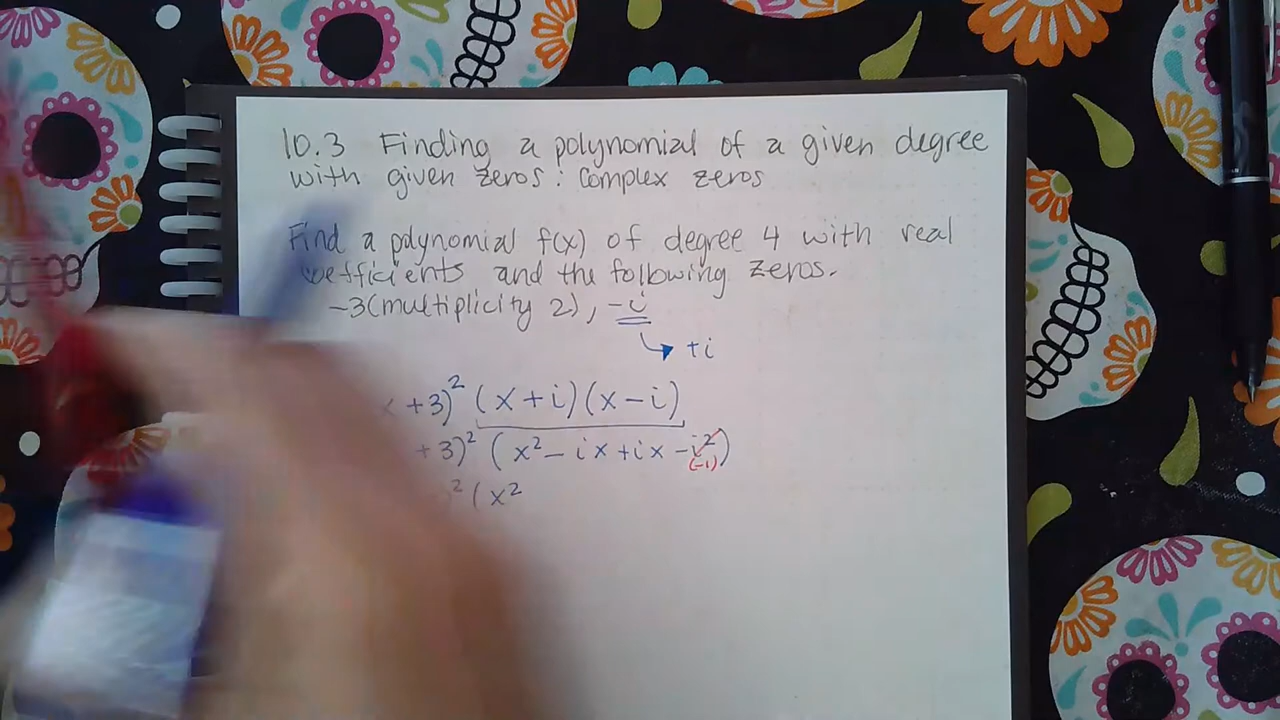 10.3 Finding a polynomial of a given degree
with given zeros: Complex zeros
Find a polynomial f(x) of degree 4 with real
coefficients and the following zeros.
-3(multiplicity 2), -i
+i
+3)² (x+i)(x-i)
+3)² (x²-ix+ix-i²)
(-1)
² (x²